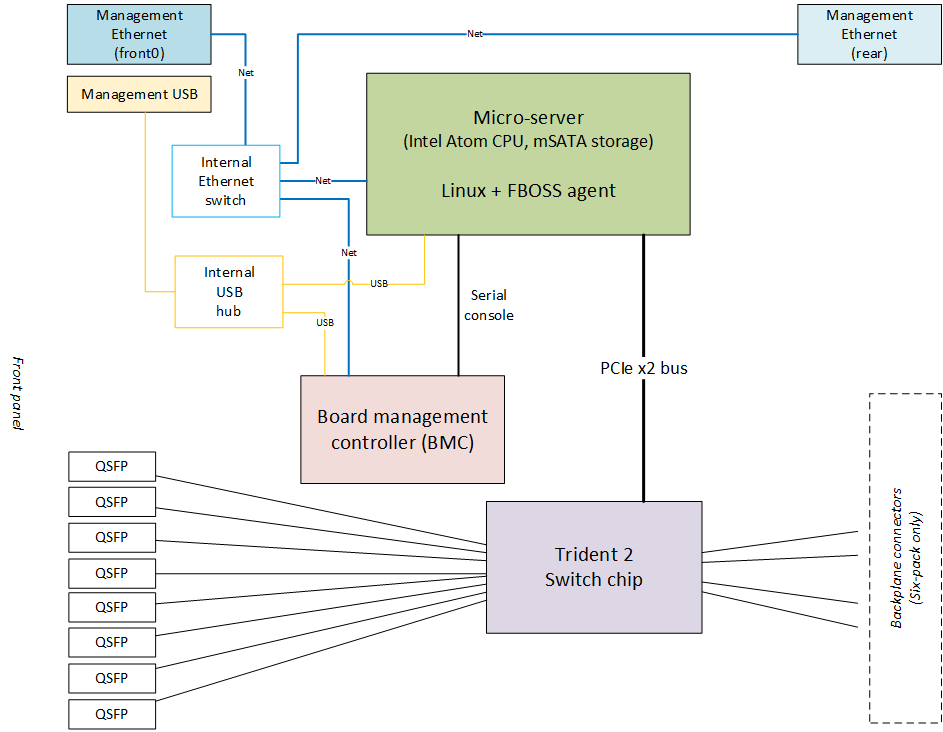 Management
Ethernet
(front0)
Net
Management
Ethernet
(rear)
Net
Management USB
Micro-server
(Intel Atom CPU, mSATA storage)
Linux + FBOSS agent
Internal
Ethernet
switch
Net
Net
Internal
USB
hub
USB
USB
Serial
console
PCIe x2 bus
Front panel
Board management
controller (BMC)
QSFP
QSFP
QSFP
QSFP
QSFP
QSFP
QSFP
QSFP
Trident 2
Switch chip
Backplane connectors
(Six-pack only)